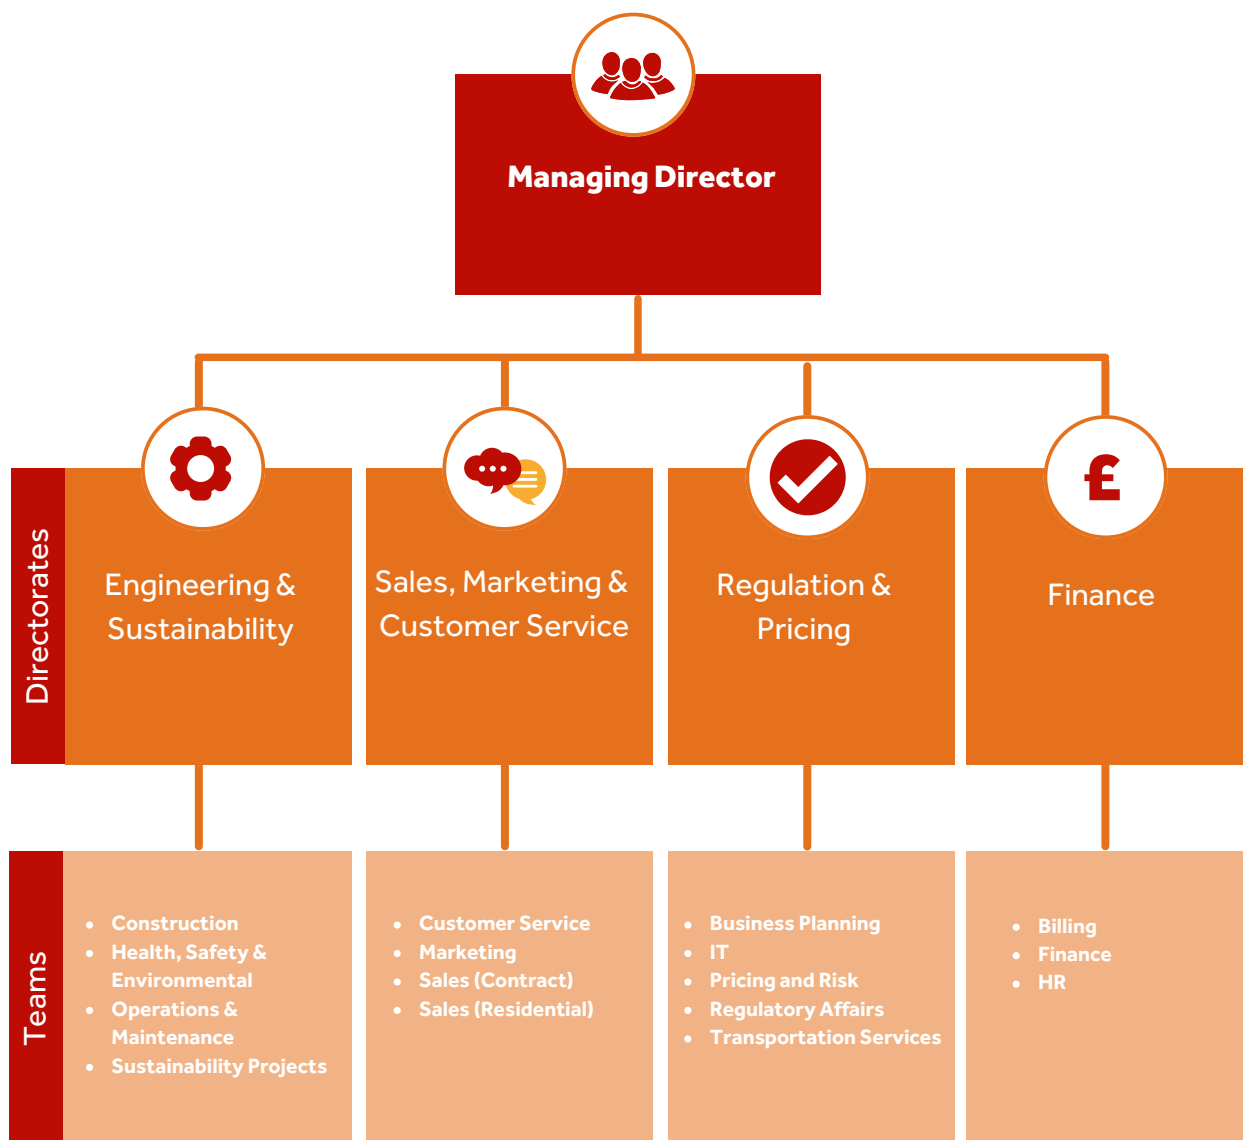 Managing Director
Directorates
Engineering &
Sustainability
Sales, Marketing &
Customer Service
Regulation &
Pricing
£
Finance
Teams
• Construction
• Health, Safety &
Environmental
• Operations &
Maintenance
• Sustainability Projects
• Customer Service
• Marketing
• Sales (Contract)
• Sales (Residential)
• Business Planning
• IT
• Pricing and Risk
• Regulatory Affairs
• Transportation Services
• Billing
• Finance
• HR